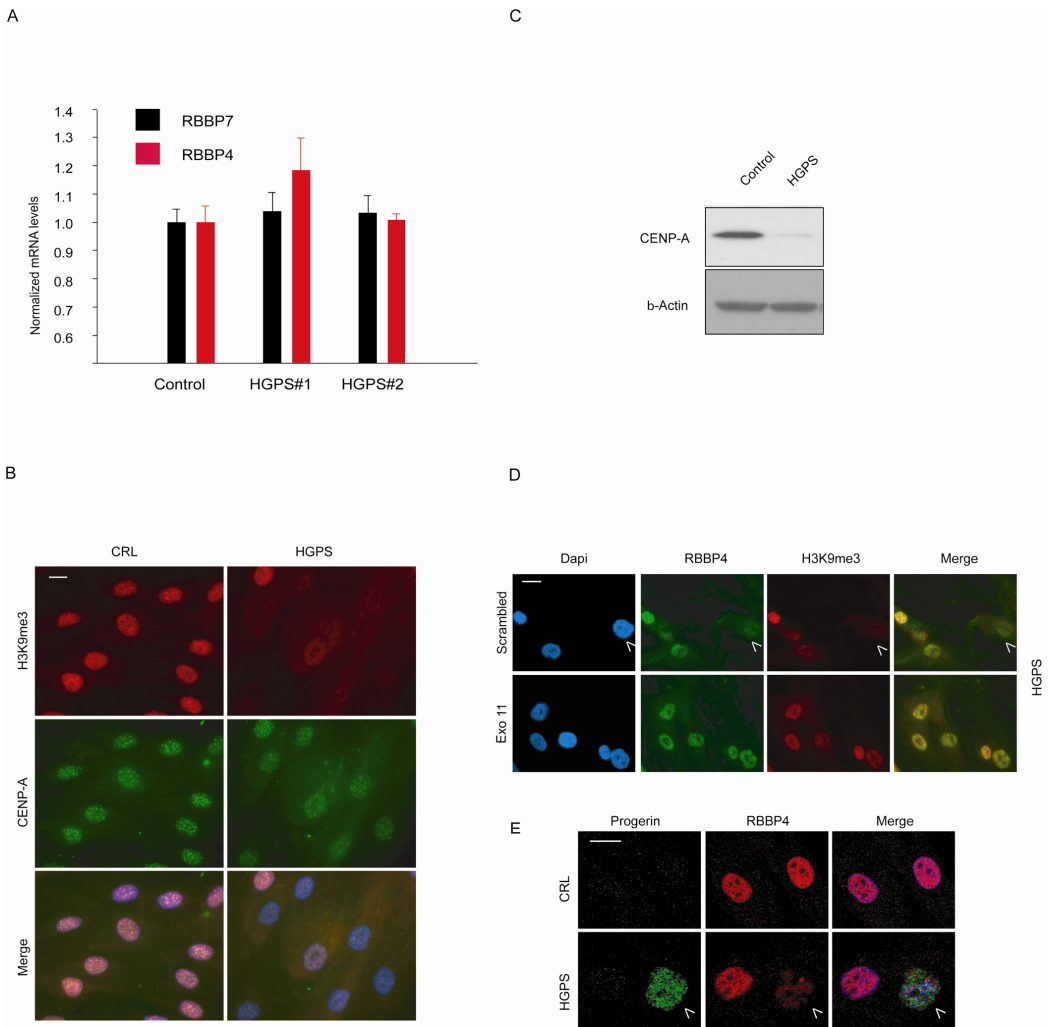 A
1.4
1.3
1.2
1.1
1.0
0.9
0.8
0.7
0.6
Normalized mRNA levels
RBBP7
RBBP4
Control
HGPS#1
HGPS#2
C
Control
HGPS
CENP-A
b-Actin
B
CRL
HGPS
H3K9me3
CENP-A
Merge
D
Dapi
RBBP4
H3K9me3
Merge
Scrambled
Exo 11
HGPS
E
Progerin
RBBP4
Merge
CRL
HGPS